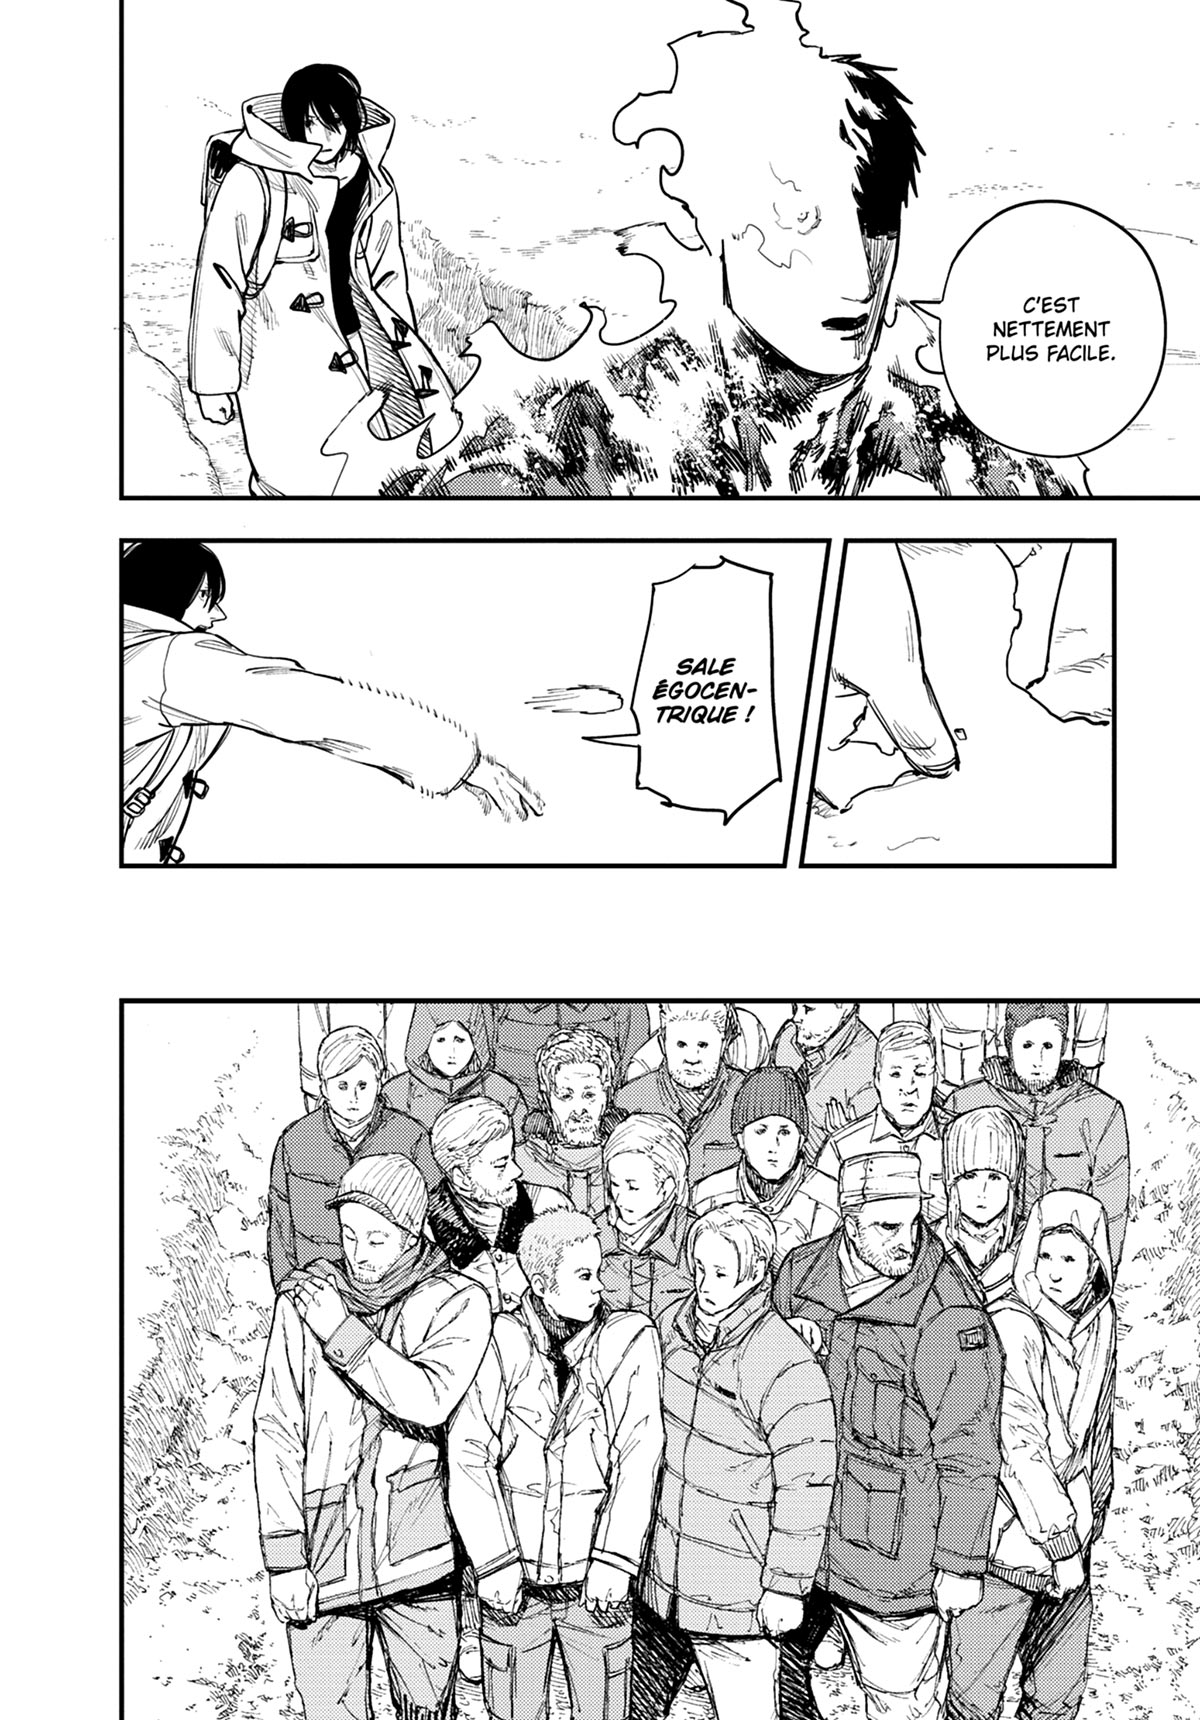 C'EST
NETTEMENT
PLUS FACILE.
SALE
ÉGOCEN-
TRIQUE !